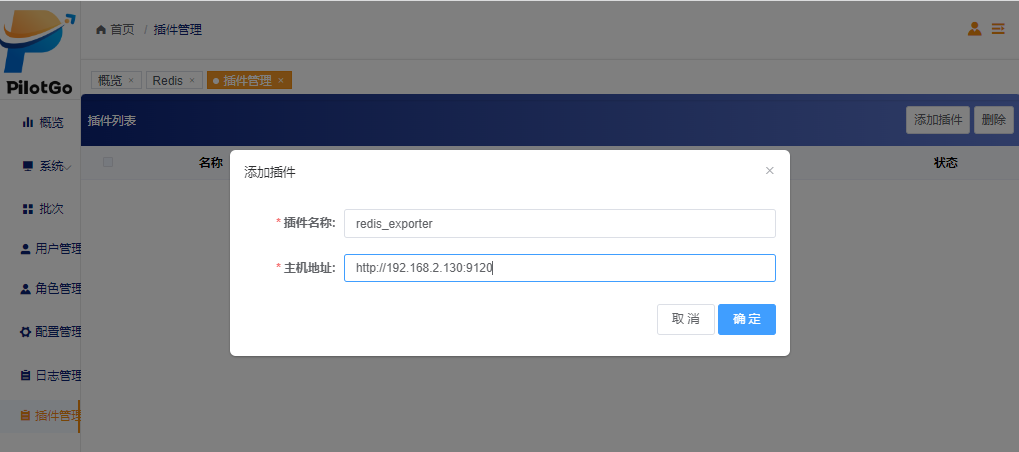 首页 / 插件管理
PilotGo
概览 × Redis × 插件管理 ×
插件列表 添加插件 删除
名称 状态
概览
系统
批次
用户管理
角色管理
配置管理
日志管理
插件管理
添加插件 ×
* 插件名称: redis_exporter
* 主机地址: http://192.168.2.130:9120
取 消 确 定